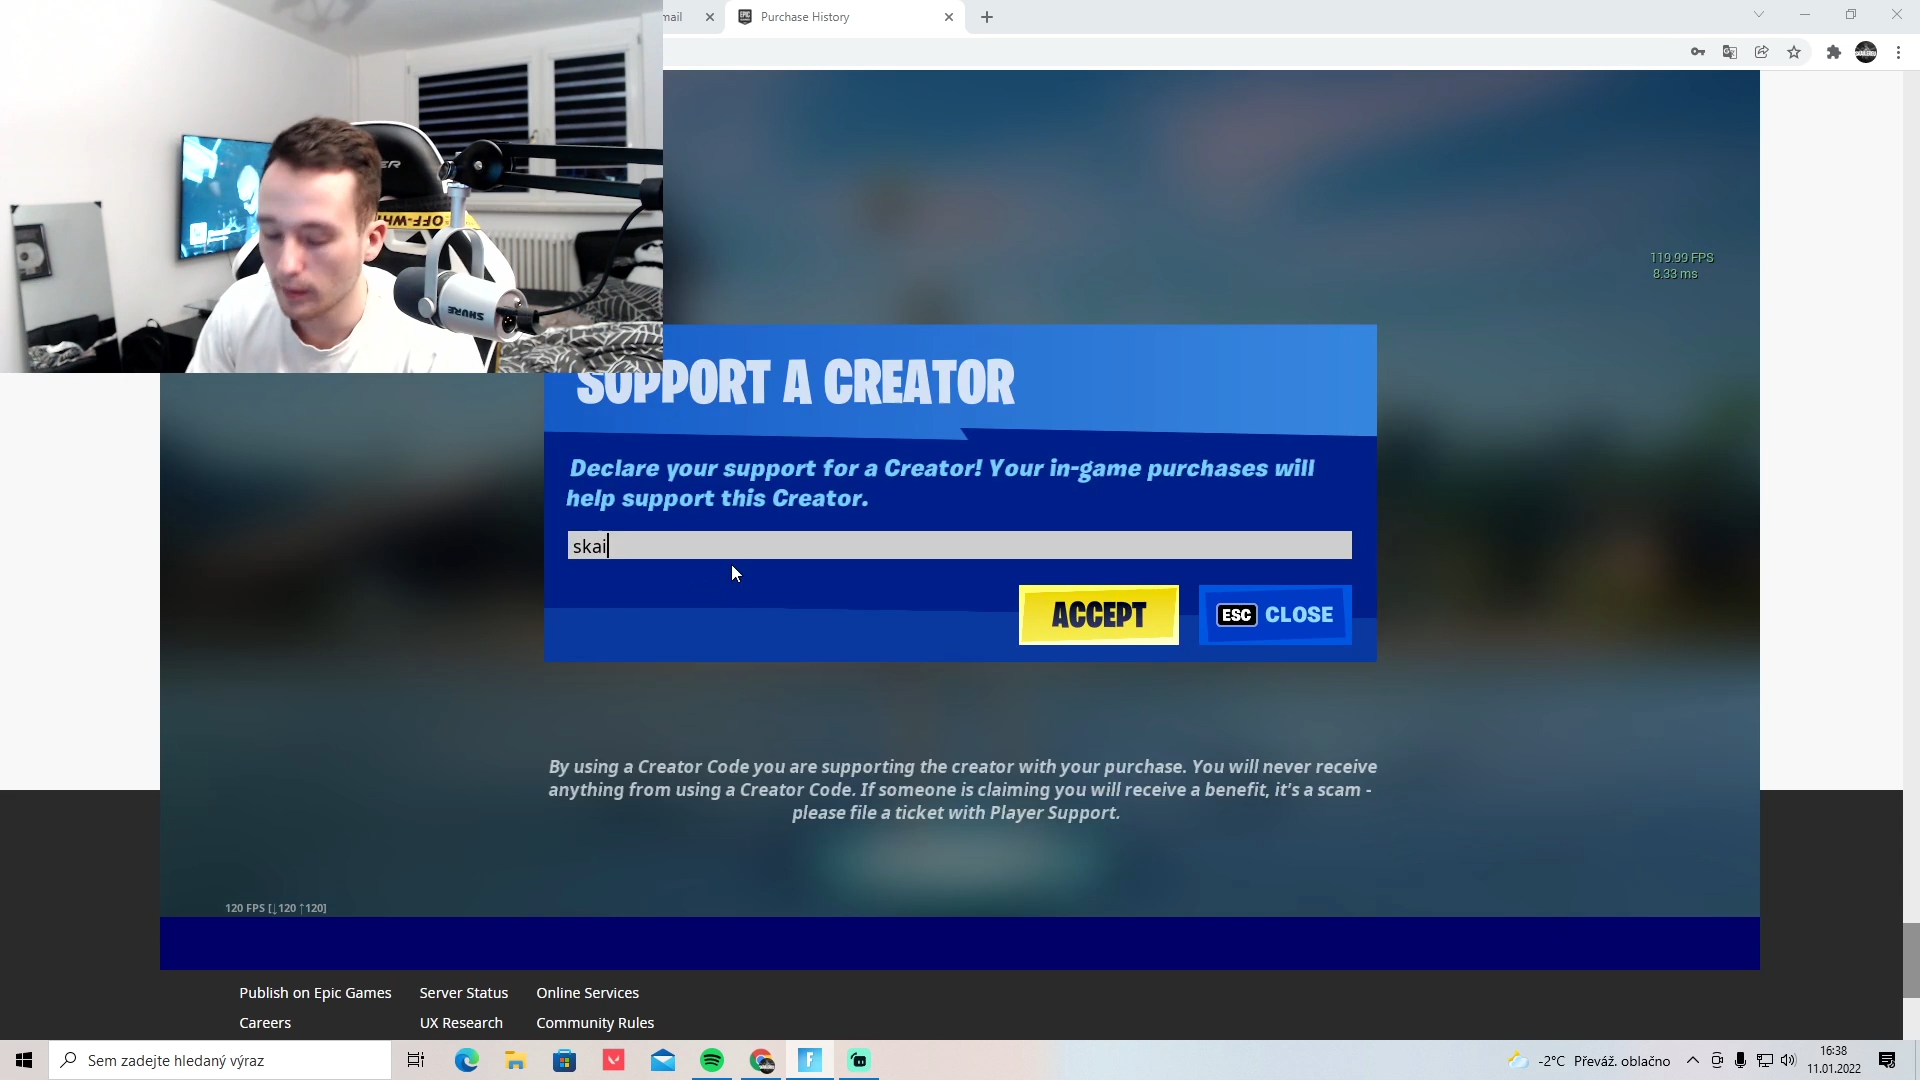 mail
Purchase History
ER
OFF-WH
SHURE
119.99 FPS
8.33 ms
SUPPORT A CREATOR
Declare your support for a Creator! Your in-game purchases will
help support this Creator.
skai
ACCEPT
ESC CLOSE
By using a Creator Code you are supporting the creator with your purchase. You will never receive
anything from using a Creator Code. If someone is claiming you will receive a benefit, it's a scam -
please file a ticket with Player Support.
120 FPS [↓120 ↑120]
Publish on Epic Games
Server Status
Online Services
Careers
UX Research
Community Rules
Sem zadejte hledaný výraz
-2°C Převáž. oblačno
16:38
11.01.2022